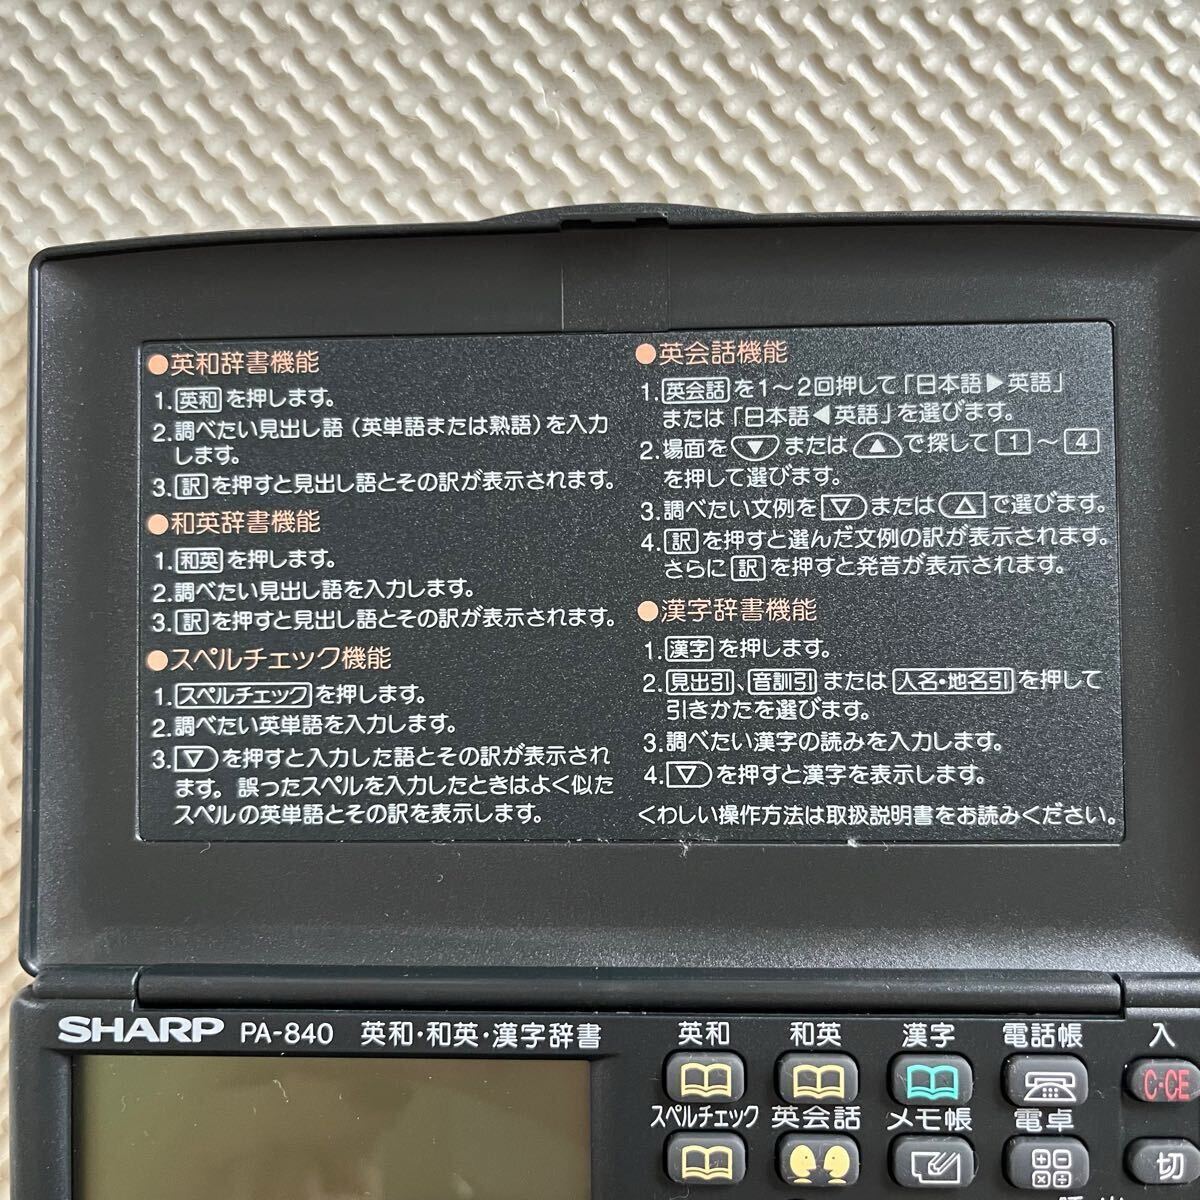 ●英和辞書機能
1.英和を押します。
2.調べたい見出し語(英単語または熟語)を入力
します。
3.訳を押すと見出し語とその訳が表示されます。
●和英辞書機能
1.和英を押します。
2.調べたい見出し語を入力します。
3.訳を押すと見出し語とその訳が表示されます。
●スペルチェック機能
1.スペルチェックを押します。
2.調べたい英単語を入力します。
3.▽を押すと入力した語とその訳が表示され
ます。誤ったスペルを入力したときはよく似た
スペルの英単語とその訳を表示します。
●英会話機能
1.英会話を1〜2回押して「日本語▶英語」
または「日本語◀英語」を選びます。
2.場面を▼または▲で探して1〜4
を押して選びます。
3.調べたい文例を▽または△で選びます。
4.訳を押すと選んだ文例の訳が表示されます。
さらに訳を押すと発音が表示されます。
●漢字辞書機能
1.漢字を押します。
2.見出引、音訓引または人名・地名引を押して
引きかたを選びます。
3.調べたい漢字の読みを入力します。
4.▽を押すと漢字を表示します。
くわしい操作方法は取扱説明書をお読みください。
SHARP PA-840 英和・和英・漢字辞書
英和 和英 漢字 電話帳 入
C・CE
スペルチェック 英会話 メモ帳 電卓
切